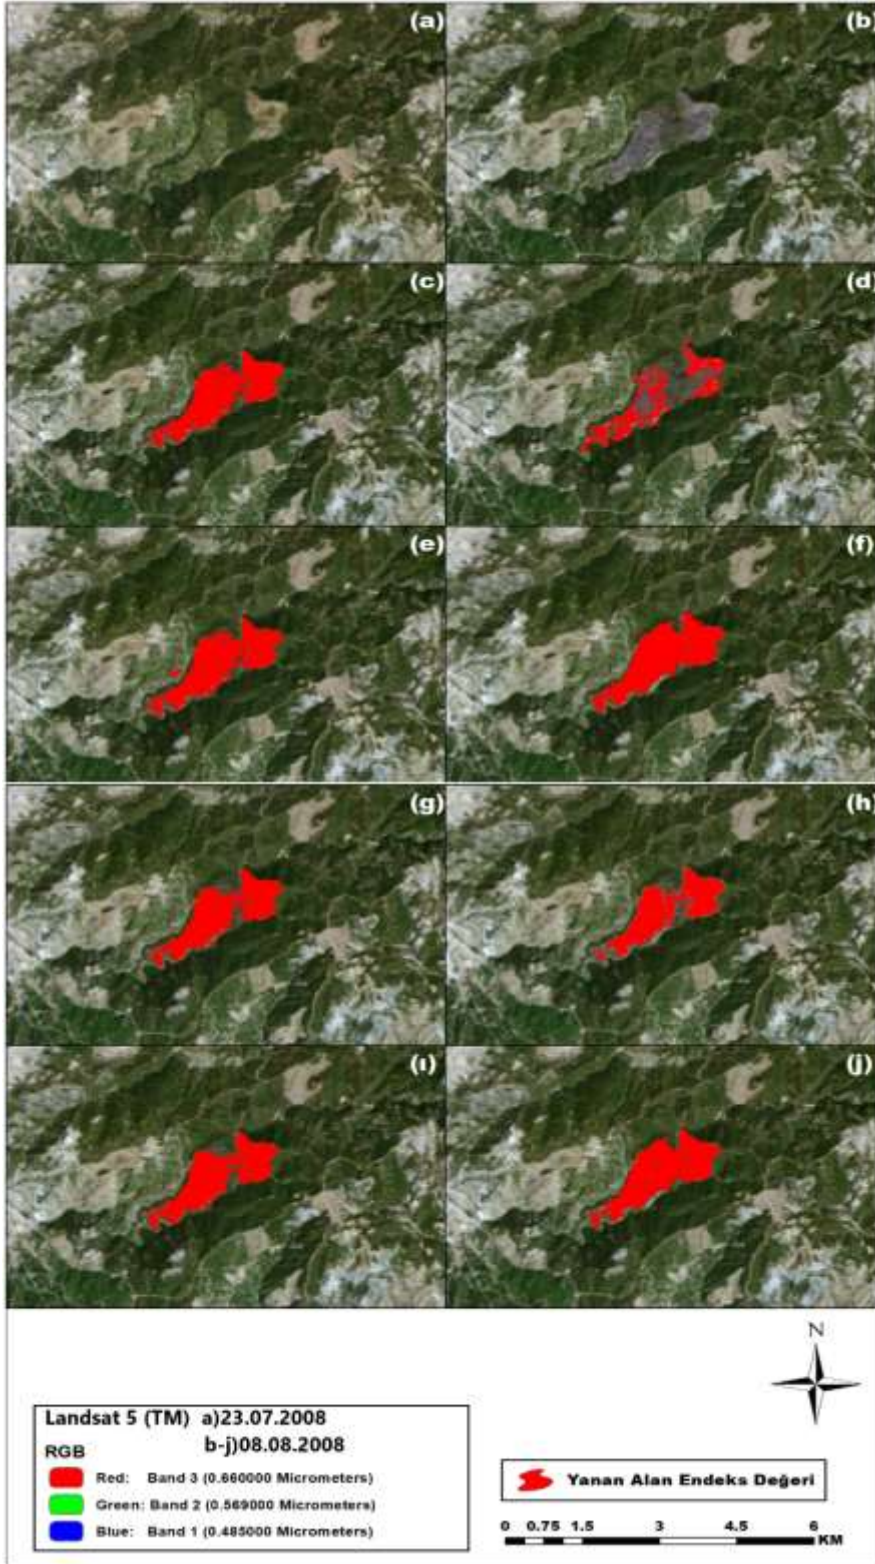 (a)
(b)
(c)
(d)
(e)
(f)
(g)
(h)
(ı)
(j)
N
Landsat 5 (TM) a)23.07.2008
b-j)08.08.2008
RGB
Red: Band 3 (0.660000 Micrometers)
Green: Band 2 (0.569000 Micrometers)
Blue: Band 1 (0.485000 Micrometers)
Yanan Alan Endeks Değeri
0 0.75 1.5 3 4.5 6
KM